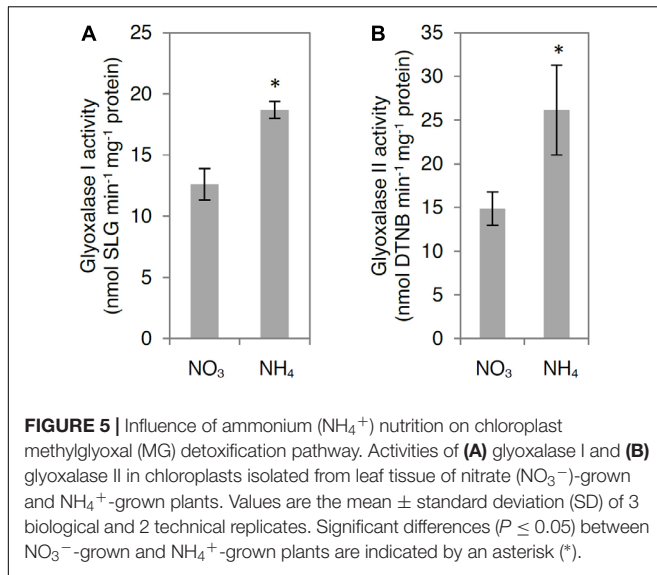 A
Glyoxalase I activity
(nmol SLG min⁻¹ mg⁻¹ protein)
25
20
15
10
5
0
*
NO₃ NH₄
B
Glyoxalase II activity
(nmol DTNB min⁻¹ mg⁻¹ protein)
35
30
25
20
15
10
5
0
*
NO₃ NH₄
FIGURE 5 | Influence of ammonium (NH₄⁺) nutrition on chloroplast
methylglyoxal (MG) detoxification pathway. Activities of (A) glyoxalase I and (B)
glyoxalase II in chloroplasts isolated from leaf tissue of nitrate (NO₃⁻)-grown
and NH₄⁺-grown plants. Values are the mean ± standard deviation (SD) of 3
biological and 2 technical replicates. Significant differences (P ≤ 0.05) between
NO₃⁻-grown and NH₄⁺-grown plants are indicated by an asterisk (*).